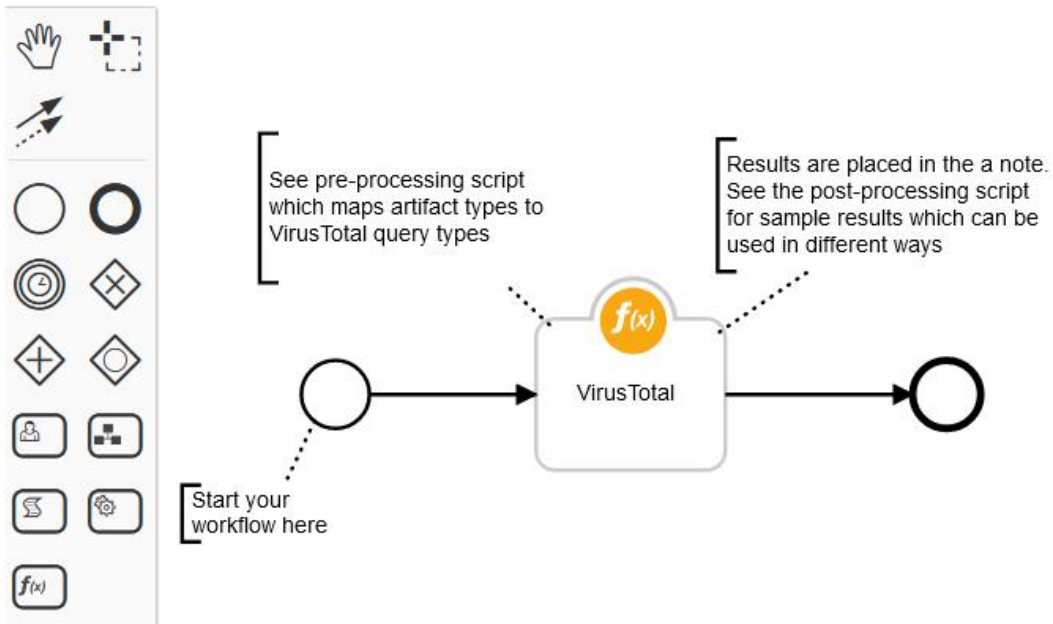 See pre-processing script
which maps artifact types to
VirusTotal query types
Results are placed in the a note.
See the post-processing script
for sample results which can be
used in different ways
f(x)
VirusTotal
Start your
workflow here
f(x)